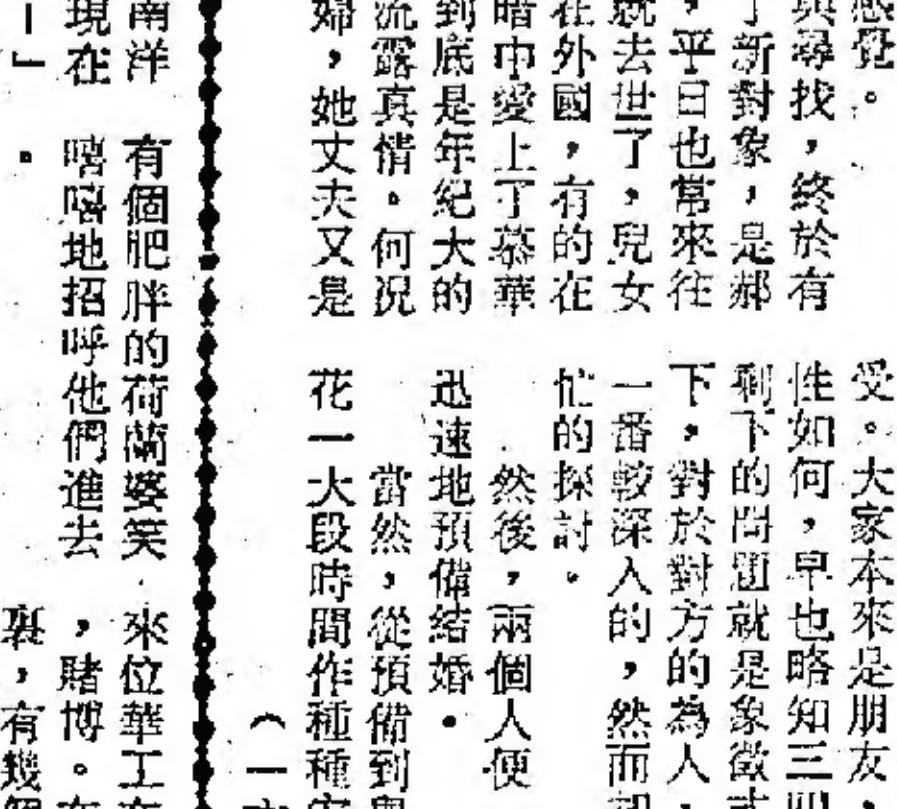 感覺。
與尋找，終於有
了新對象，是郝
，平日也常來往
就去世了，兒女
在外國，有的在
暗中愛上了慕華
到底是年紀大的
流露真情。何況
婦，她丈夫又是
受。大家本來是朋友，
性如何，早也略知三四
剩下的問題就是象徵式
下，對於對方的為人，
一番較深入的，然而却
忙的探討。
然後，兩個人便
迅速地預備結婚。
當然，從預備到舉
花一大段時間作種種安
（一六
南洋
現在
有個肥胖的荷蘭婆笑
嘻嘻地招呼他們進去
。
—」
來位華工在
，賭博。在
裏，有幾個